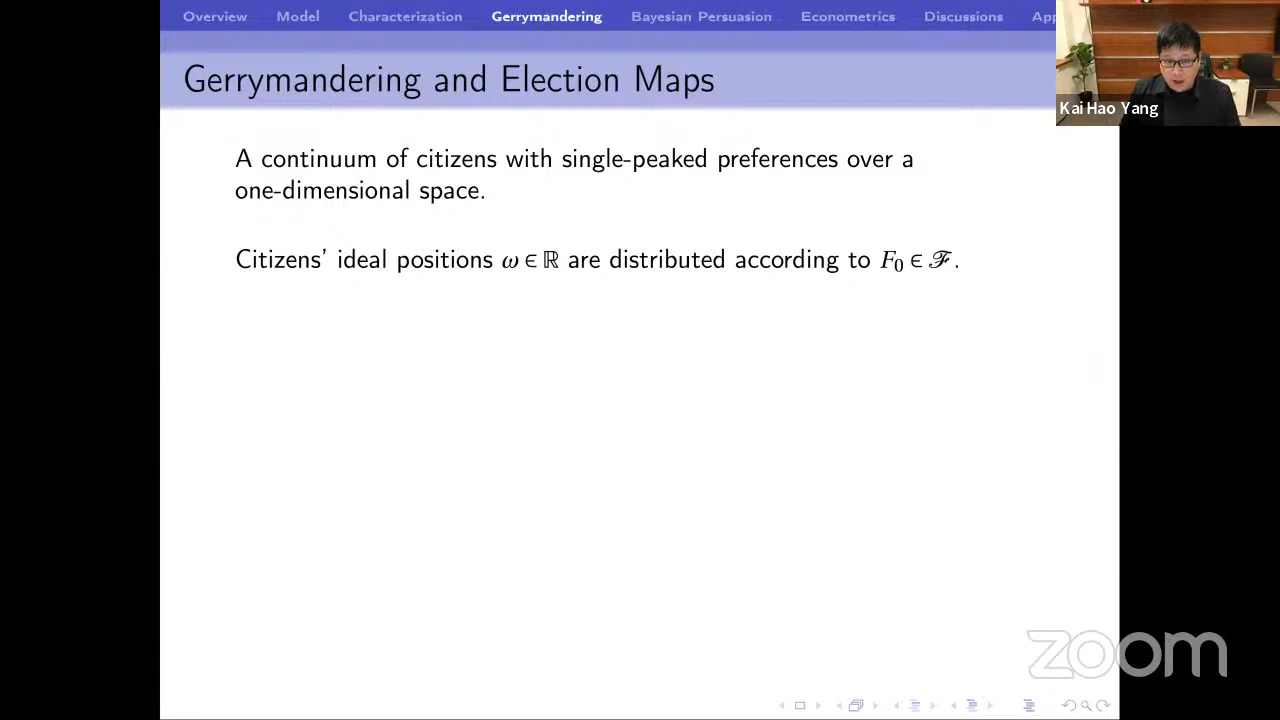 Overview Model Characterization Gerrymandering Bayesian Persuasion Econometrics Discussions App
Kai Hao Yang
Gerrymandering and Election Maps
A continuum of citizens with single-peaked preferences over a
one-dimensional space.
Citizens' ideal positions ω ∈ ℝ are distributed according to F₀ ∈ ℱ.
zoom